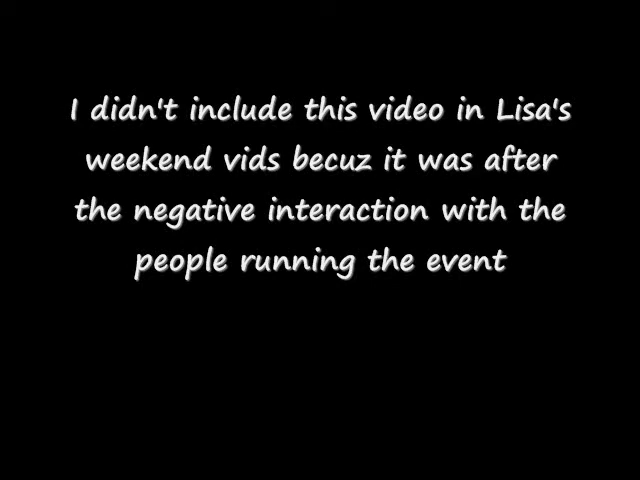 I didn't include this video in Lisa's
weekend vids becuz it was after
the negative interaction with the
people running the event